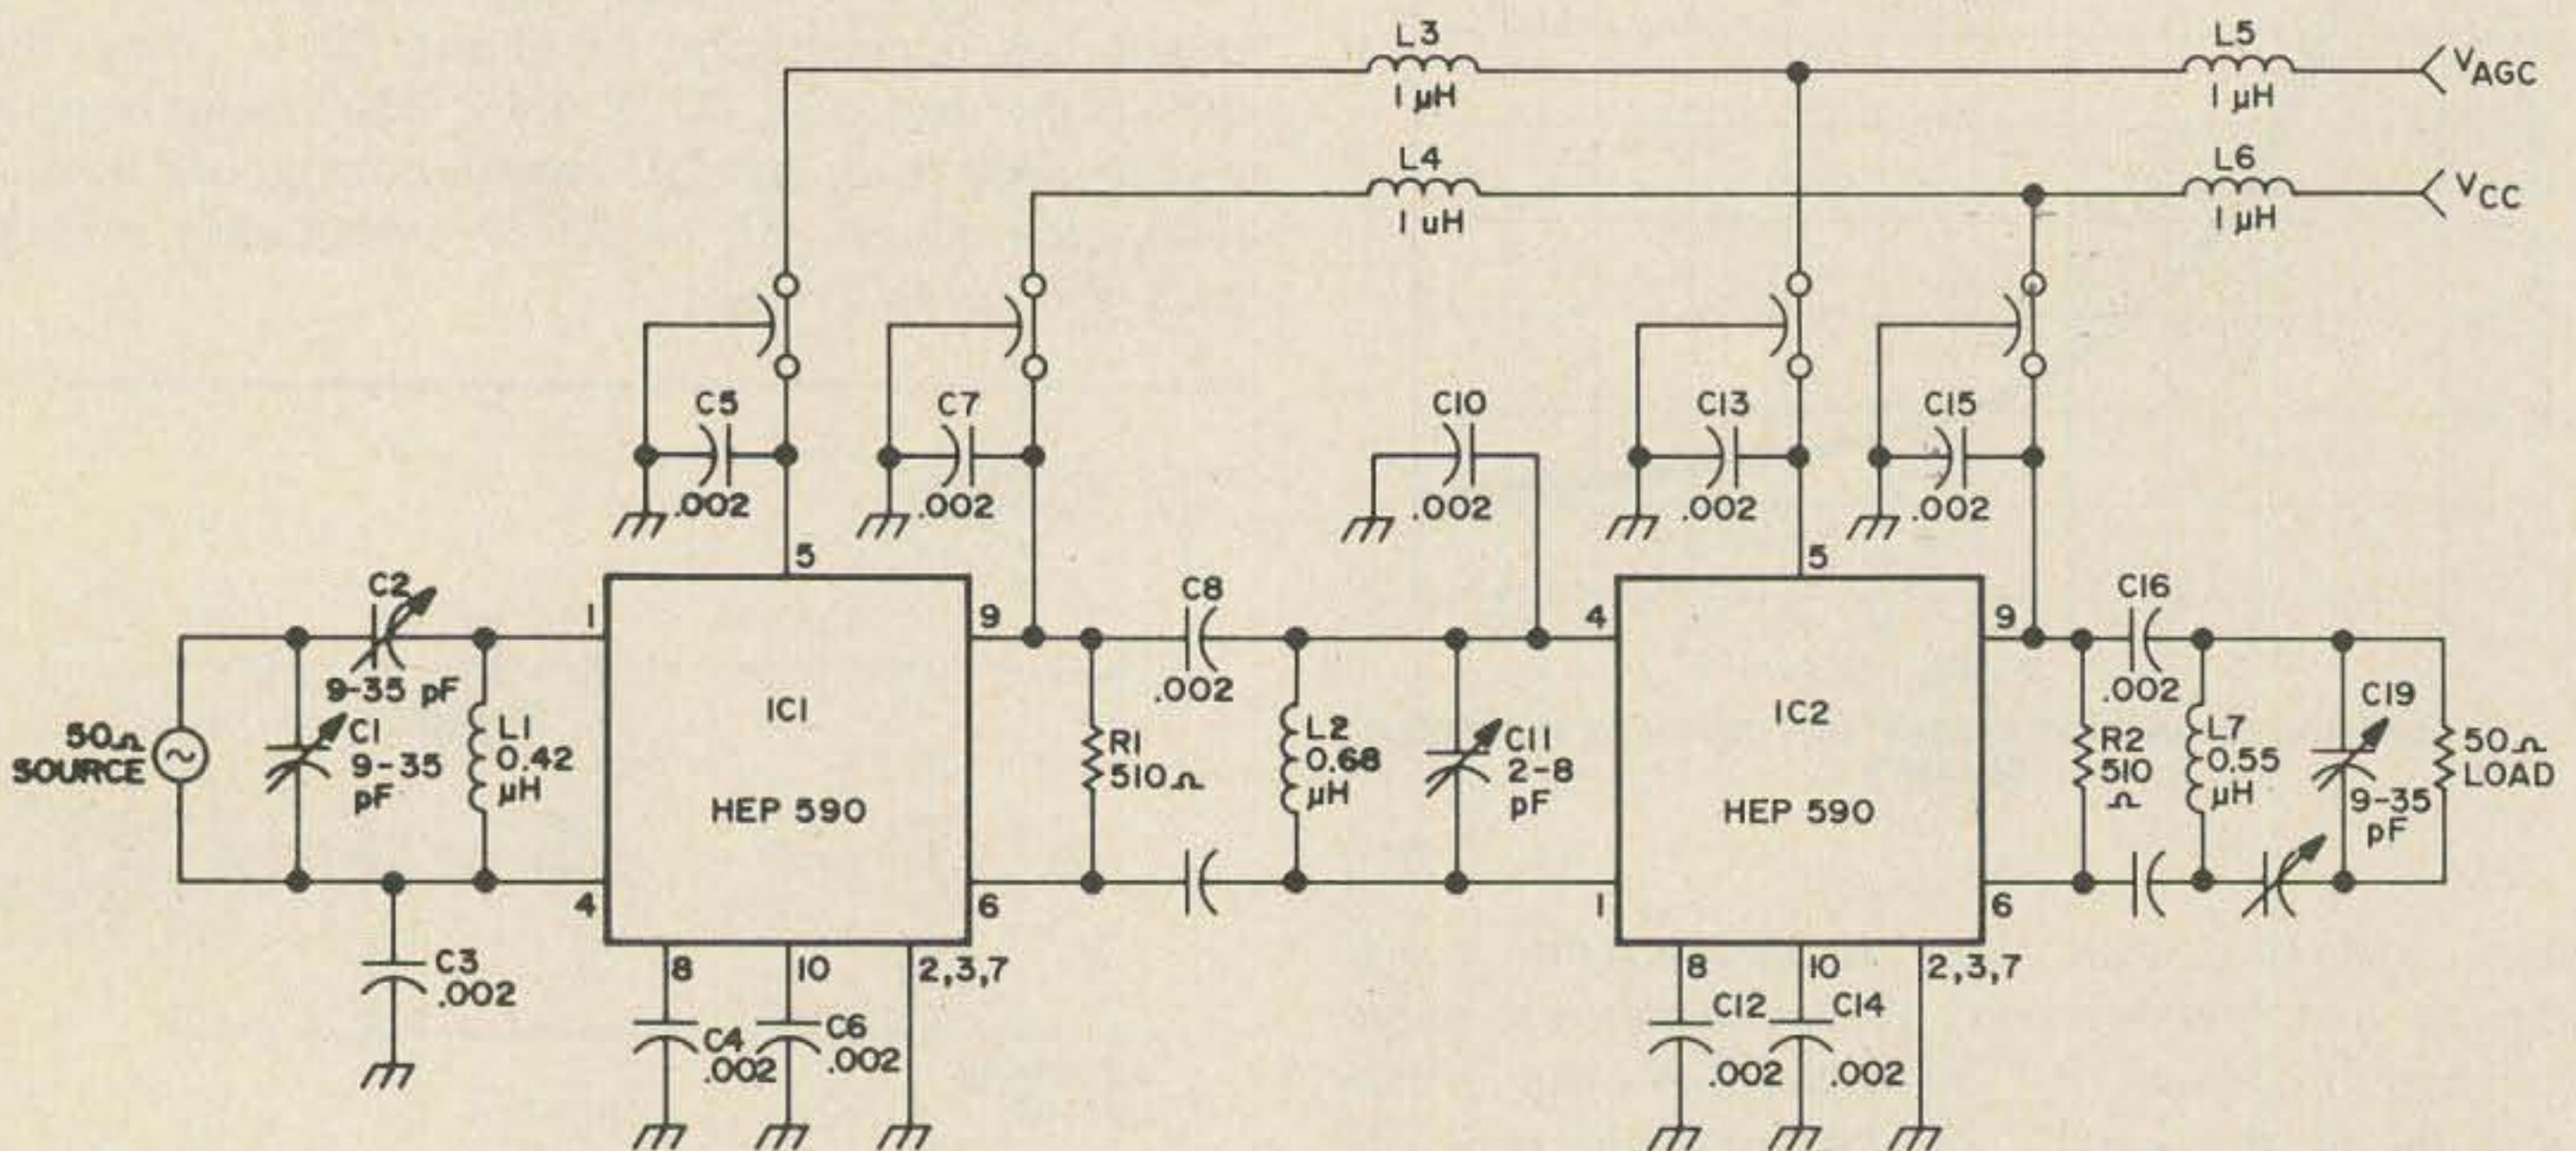 L3
1 µH
L5
1 µH
VAGC
L4
1 uH
L6
1 µH
VCC
C5
.002
C7
.002
C10
.002
C13
.002
C15
.002
5
5
C2
9-35 pF
1
9
C8
.002
4
9
C16
.002
50Ω
SOURCE
C1
9-35
pF
L1
0.42
µH
IC1
HEP 590
R1
510Ω
L2
0.68
µH
C11
2-8
pF
IC2
HEP 590
R2
510
Ω
L7
0.55
µH
C19
9-35
pF
50Ω
LOAD
4
6
1
6
C3
.002
8
10
2,3,7
C4
.002
C6
.002
8
10
2,3,7
C12
.002
C14
.002